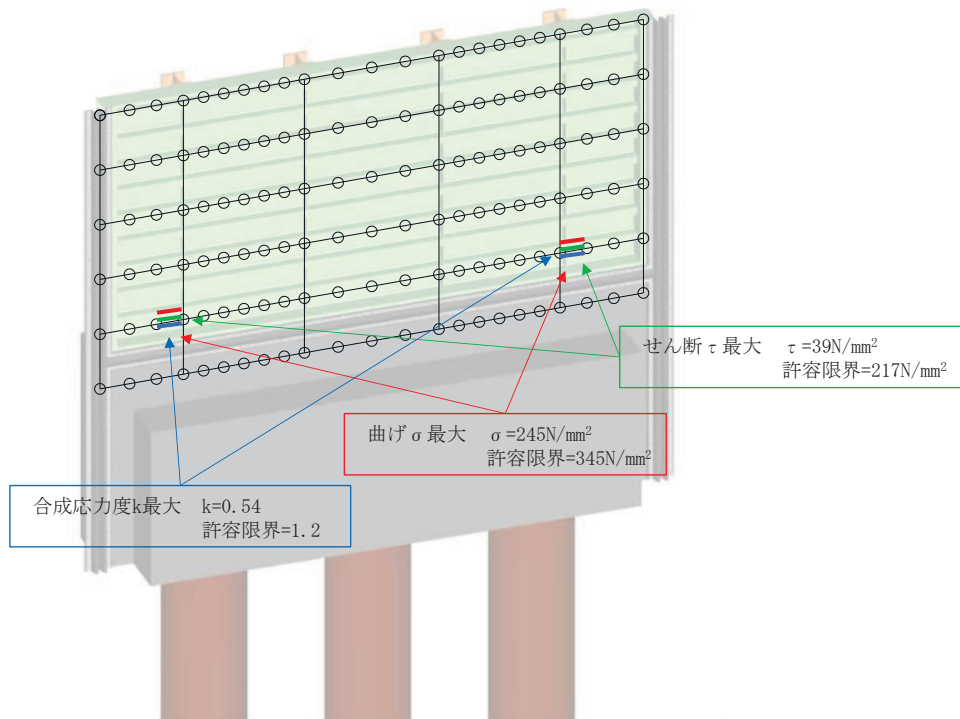 せん断τ最大 τ=39N/mm²
許容限界=217N/mm²
曲げσ最大 σ=245N/mm²
許容限界=345N/mm²
合成応力度k最大 k=0.54
許容限界=1.2